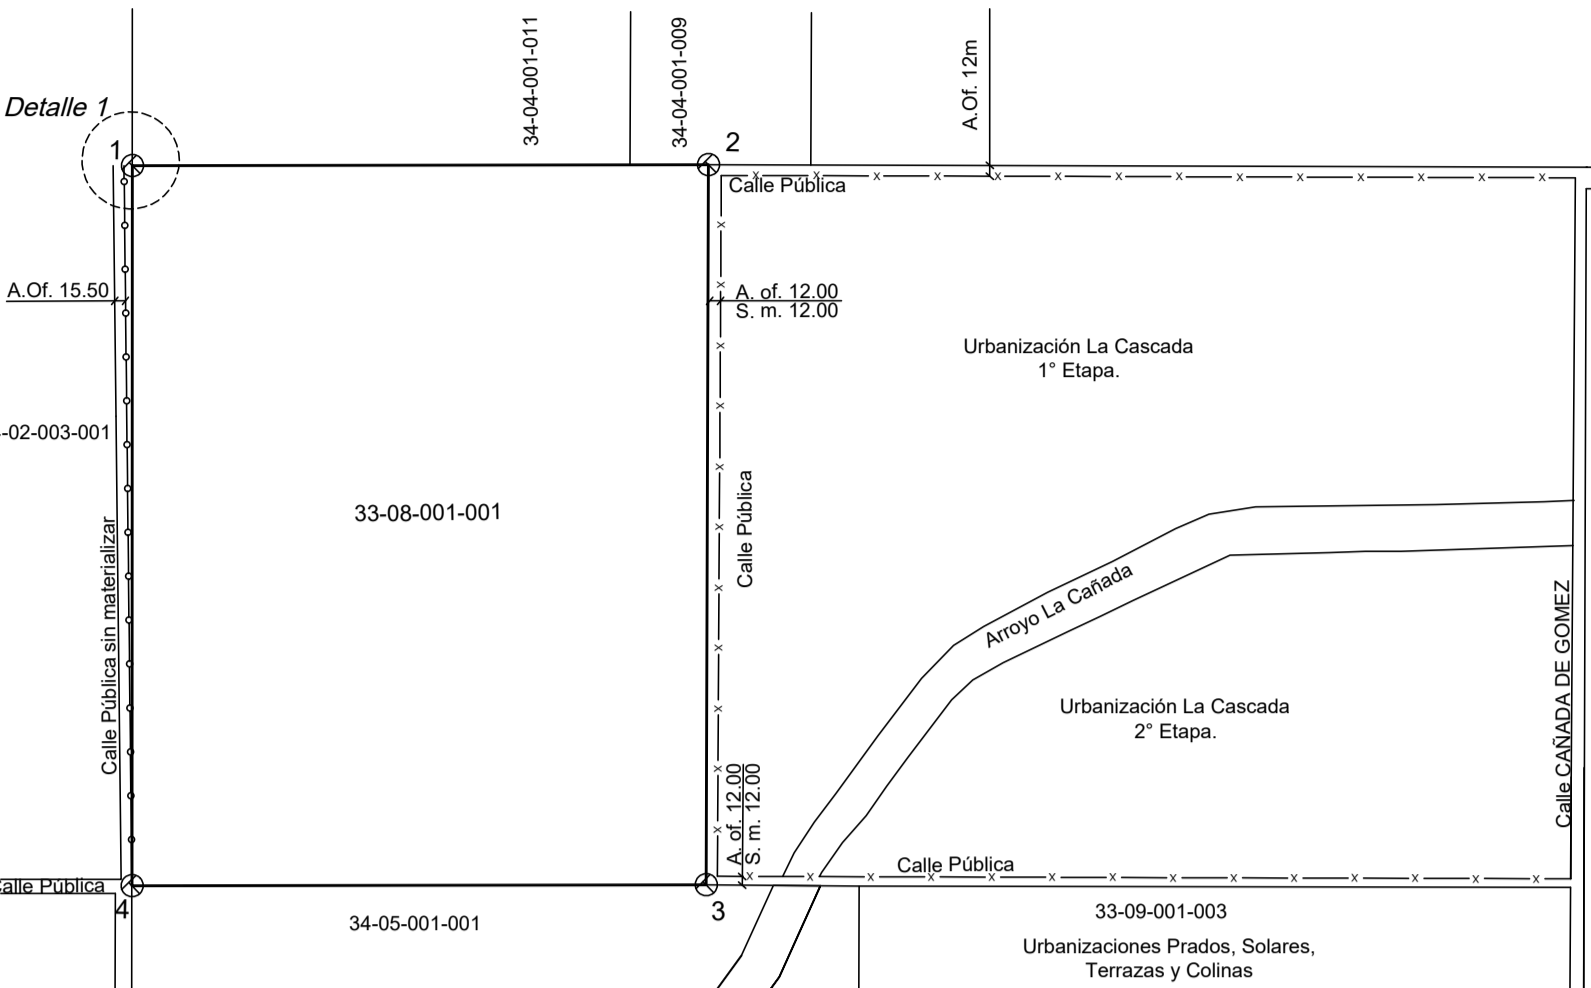 34-04-001-011
34-04-001-009
A.Of. 12m
Detalle 1
1
2
Calle Pública
A.Of. 15.50
A. of. 12.00
S. m. 12.00
Urbanización La Cascada
1° Etapa.
-02-003-001
33-08-001-001
Calle Pública
Calle Pública sin materializar
Arroyo La Cañada
Calle CAÑADA DE GOMEZ
Urbanización La Cascada
2° Etapa.
A. of. 12.00
S. m. 12.00
Calle Pública
Calle Pública
4
3
34-05-001-001
33-09-001-003
Urbanizaciones Prados, Solares,
Terrazas y Colinas